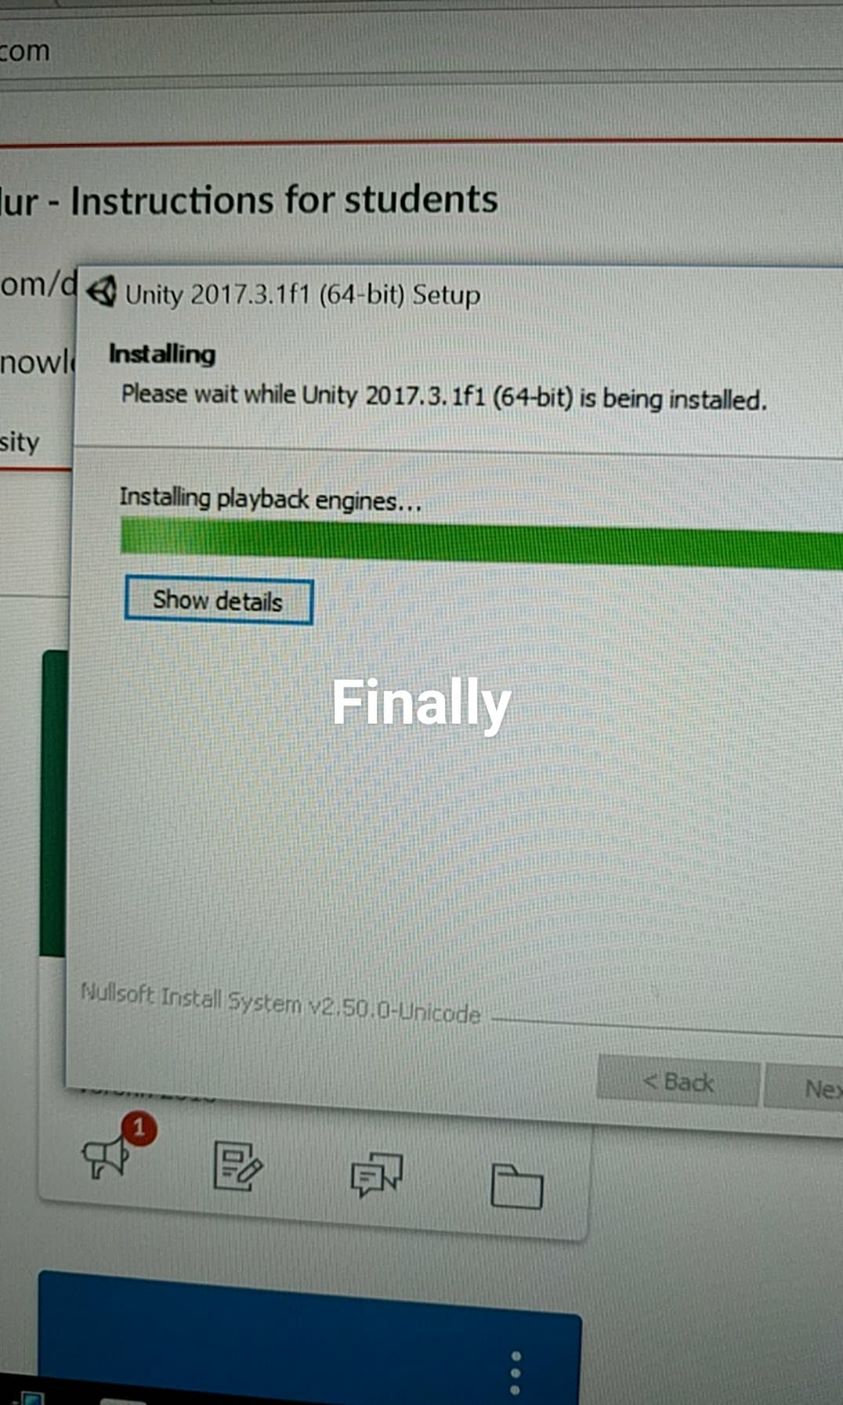 com
lur - Instructions for students
om/d
Unity 2017.3.1f1 (64-bit) Setup
nowl
Installing
Please wait while Unity 2017.3.1f1 (64-bit) is being installed.
sity
Installing playback engines...
Show details
Finally
Nullsoft Install System v2.50.0-Unicode
< Back
Nex
1